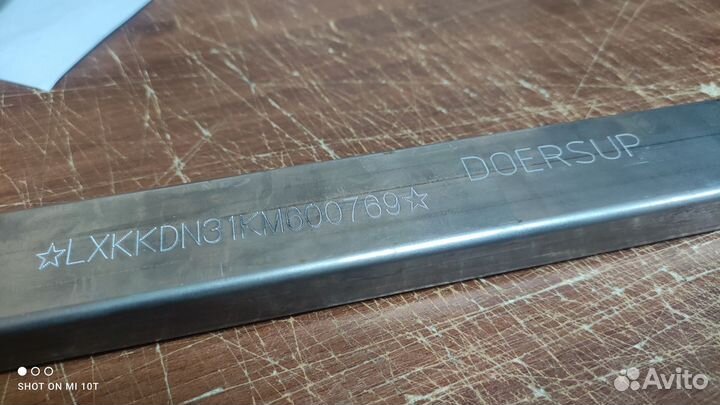 DOERSUP
☆LXKKDN31KM600769☆
SHOT ON MI 10T
Avito